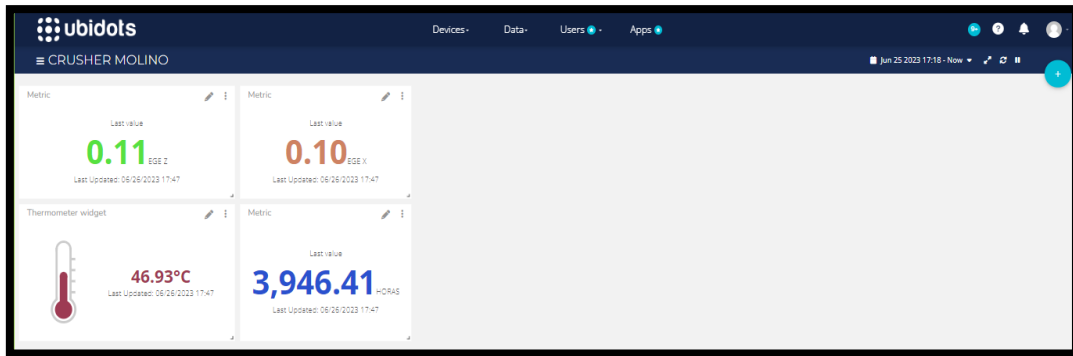 ubidots Devices Data Users Apps 9+ ?
≡ CRUSHER MOLINO Jun 25 2023 17:18 - Now
+
Metric
Last value
0.11 EGE Z
Last Updated: 06/26/2023 17:47
Metric
Last value
0.10 EGE X
Last Updated: 06/26/2023 17:47
Thermometer widget
46.93°C
Last Updated: 06/26/2023 17:47
Metric
Last value
3,946.41 HORAS
Last Updated: 06/26/2023 17:47